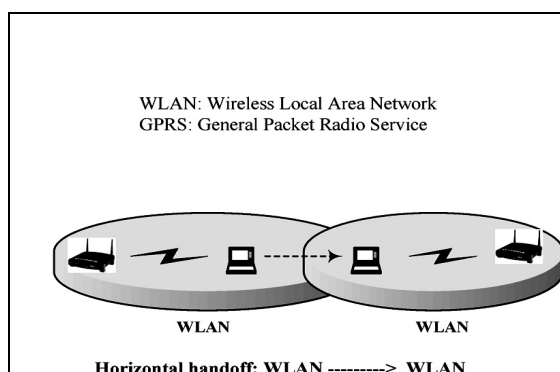 WLAN: Wireless Local Area Network
GPRS: General Packet Radio Service
WLAN WLAN
Horizontal handoff: WLAN ---------> WLAN